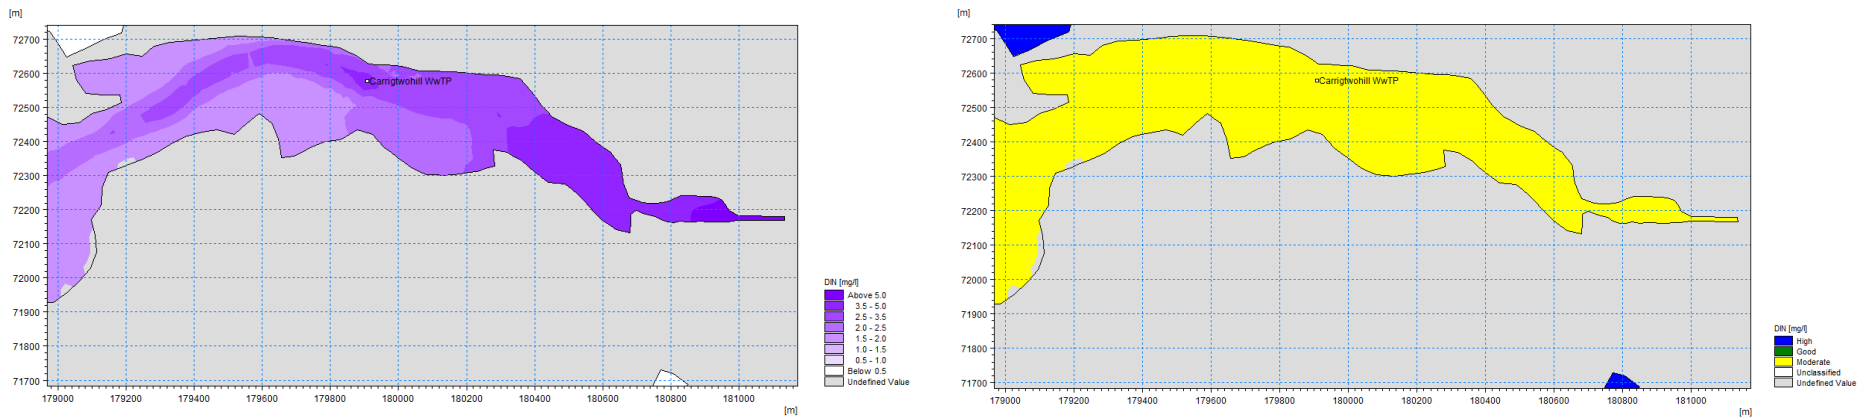 [m]
72700
72600
72500
72400
72300
72200
72100
72000
71900
71800
71700
Carrigtwohill WwTP
179000 179200 179400 179600 179800 180000 180200 180400 180600 180800 181000
[m]
DIN [mg/l]
Above 5.0
3.5 - 5.0
2.5 - 3.5
2.0 - 2.5
1.5 - 2.0
1.0 - 1.5
0.5 - 1.0
Below 0.5
Undefined Value
[m]
72700
72600
72500
72400
72300
72200
72100
72000
71900
71800
71700
Carrigtwohill WwTP
179000 179200 179400 179600 179800 180000 180200 180400 180600 180800 181000
[m]
DIN [mg/l]
High
Good
Moderate
Unclassified
Undefined Value